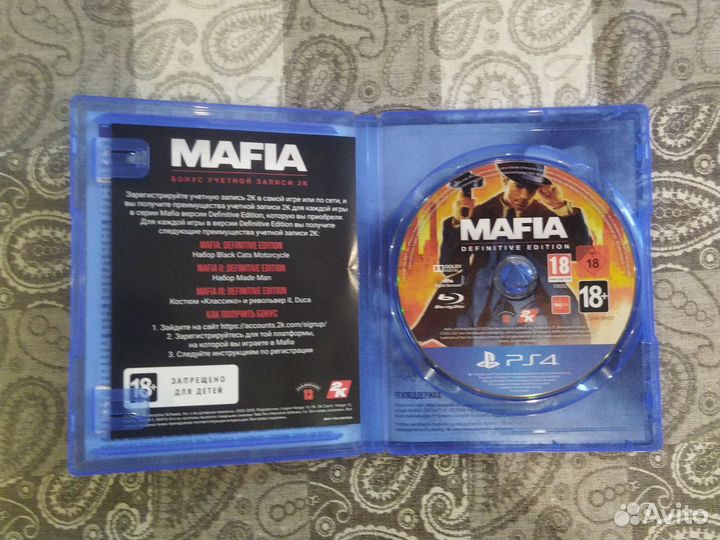 MAFIA
БОНУС УЧЕТНОЙ ЗАПИСИ 2K
Зарегистрируйте учетную запись 2K в самой игре или по сети, и
вы получите преимущества учетной записи 2K для каждой игры
в серии Mafia версии Definitive Edition, которую вы приобрели.
Для каждой игры в версии Definitive Edition вы получите
следующие преимущества учетной записи 2K:
MAFIA: DEFINITIVE EDITION
Набор Black Cats Motorcycle
MAFIA II: DEFINITIVE EDITION
Набор Made Man
MAFIA III: DEFINITIVE EDITION
Костюм «Классико» и револьвер IL Duca
КАК ПОЛУЧИТЬ БОНУС
1. Зайдите на сайт https://accounts.2k.com/signup/
2. Зарегистрируйтесь для той платформы,
на которой вы играете в Mafia
3. Следуйте инструкциям по регистрации
18+
ЗАПРЕЩЕНО
ДЛЯ ДЕТЕЙ
13
2K
MAFIA
DEFINITIVE EDITION
DOLBY
18
18
18+
Blu-ray Disc
2K
PS4
ТЕХПОДДЕРЖКА
Avito